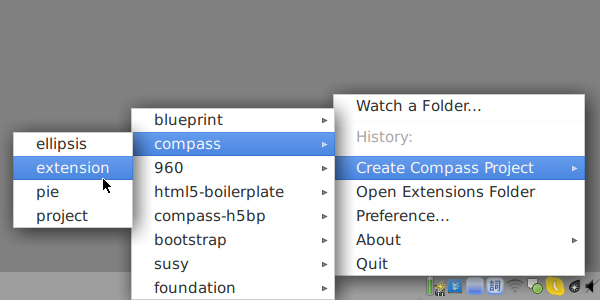 Watch a Folder...
History:
Create Compass Project
Open Extensions Folder
Preference...
About
Quit
blueprint
compass
960
html5-boilerplate
compass-h5bp
bootstrap
susy
foundation
ellipsis
extension
pie
project
詞